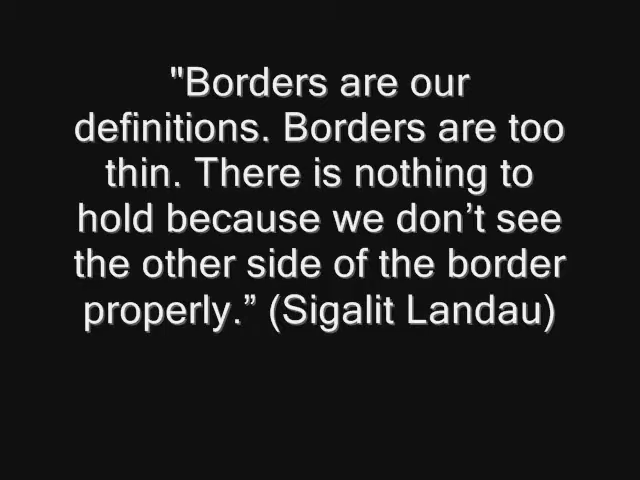 "Borders are our
definitions. Borders are too
thin. There is nothing to
hold because we don’t see
the other side of the border
properly.” (Sigalit Landau)